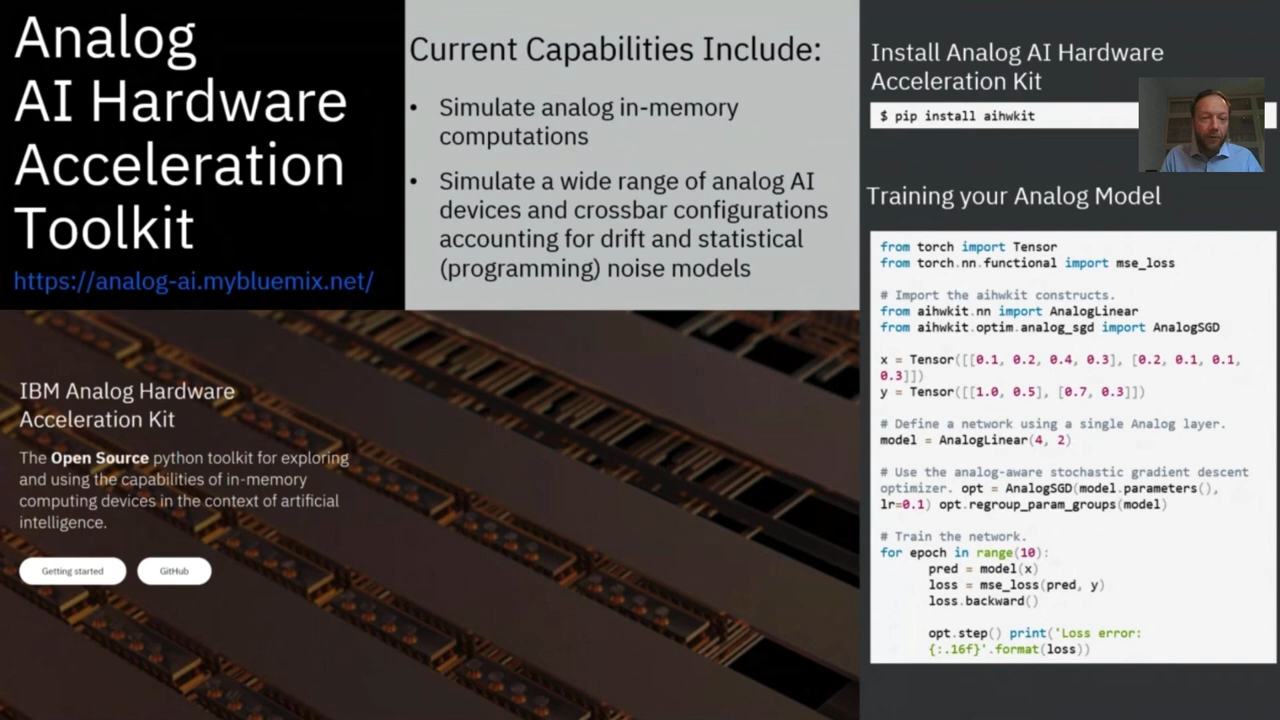 Analog
AI Hardware
Acceleration
Toolkit
https://analog-ai.mybluemix.net/
Current Capabilities Include:
• Simulate analog in-memory
computations
• Simulate a wide range of analog AI
devices and crossbar configurations
accounting for drift and statistical
(programming) noise models
IBM Analog Hardware
Acceleration Kit
The Open Source python toolkit for exploring
and using the capabilities of in-memory
computing devices in the context of artificial
intelligence.
Getting started
GitHub
Install Analog AI Hardware
Acceleration Kit
$ pip install aihwkit
Training your Analog Model
from torch import Tensor
from torch.nn.functional import mse_loss
# Import the aihwkit constructs.
from aihwkit.nn import AnalogLinear
from aihwkit.optim.analog_sgd import AnalogSGD
x = Tensor([[0.1, 0.2, 0.4, 0.3], [0.2, 0.1, 0.1,
0.3]])
y = Tensor([[1.0, 0.5], [0.7, 0.3]])
# Define a network using a single Analog layer.
model = AnalogLinear(4, 2)
# Use the analog-aware stochastic gradient descent
optimizer. opt = AnalogSGD(model.parameters(),
lr=0.1) opt.regroup_param_groups(model)
# Train the network.
for epoch in range(10):
pred = model(x)
loss = mse_loss(pred, y)
loss.backward()
opt.step() print('Loss error:
{:.16f}'.format(loss))